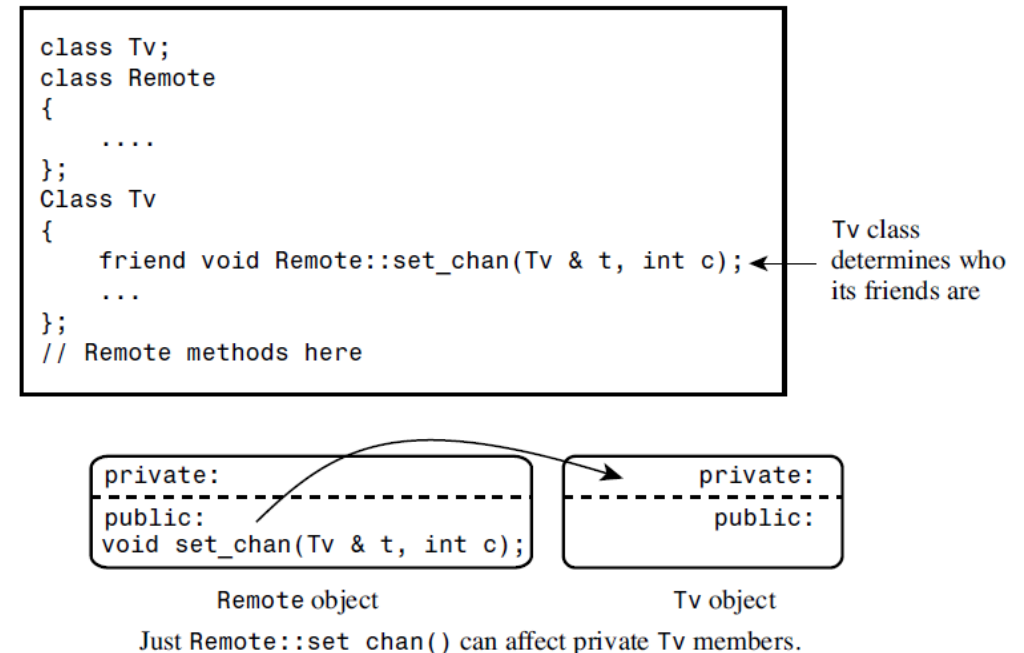 class Tv;
class Remote
{
    ....
};
Class Tv
{
    friend void Remote::set_chan(Tv & t, int c);
    ...
};
// Remote methods here
Tv class
determines who
its friends are
private:
public:
void set_chan(Tv & t, int c);
private:
public:
Remote object
Tv object
Just Remote::set chan() can affect private Tv members.